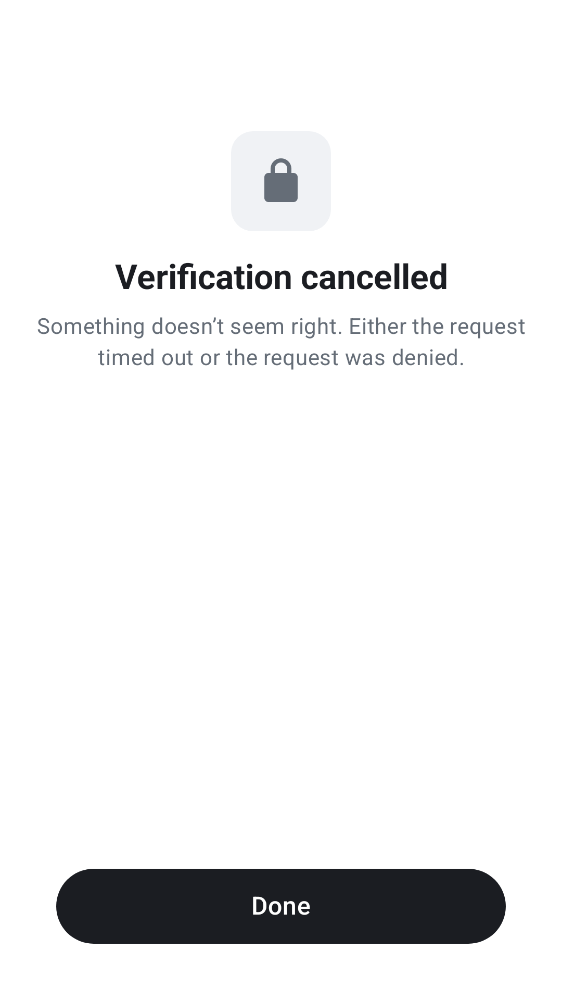 Verification cancelled
Something doesn’t seem right. Either the request
timed out or the request was denied.
Done